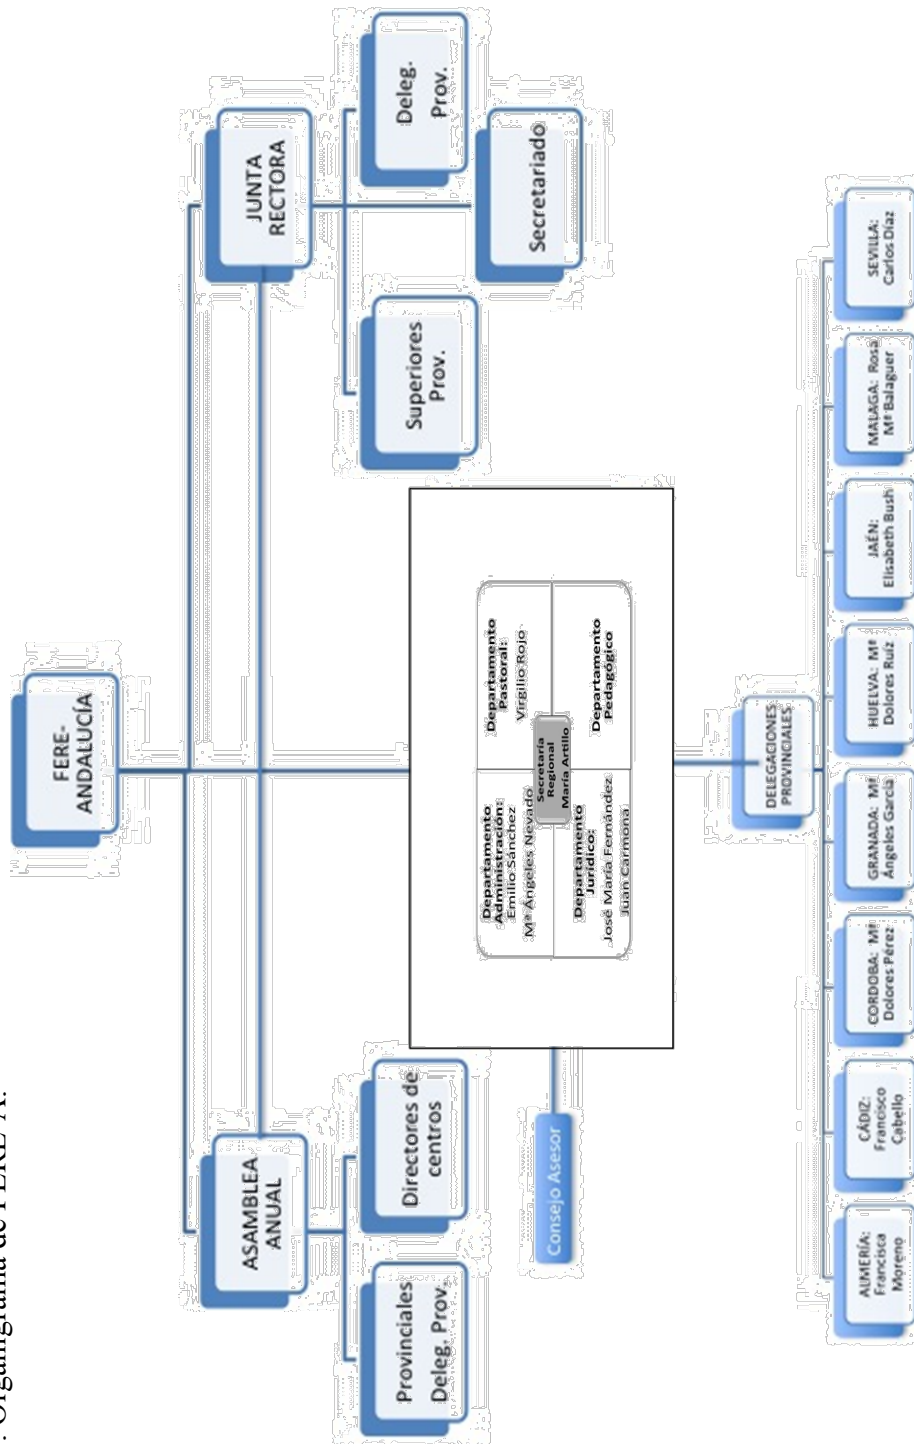 : Organigrama de FERE-A.
FERE-
ANDALUCÍA
ASAMBLEA
ANUAL
JUNTA
RECTORA
Provinciales
Deleg. Prov.
Directores de
centros
Superiores
Prov.
Deleg.
Prov.
Secretariado
Consejo Asesor
Departamento
Administración:
Emilio Sánchez
Mª Ángeles Nevado
Departamento
Pastoral:
Virgilio Rojo
Secretaría
Regional
María Artillo
Departamento
Jurídico:
José María Fernández
Juan Carmona
Departamento
Pedagógico
DELEGACIONES
PROVINCIALES
ALMERÍA:
Francisca
Moreno
CÁDIZ:
Francisco
Cabello
CORDOBA: Mª
Dolores Pérez
GRANADA: Mª
Ángeles García
HUELVA: Mª
Dolores Ruíz
JAÉN:
Elisabeth Bush
MALAGA: Rosa
Mª Balaguer
SEVILLA:
Carlos Díaz